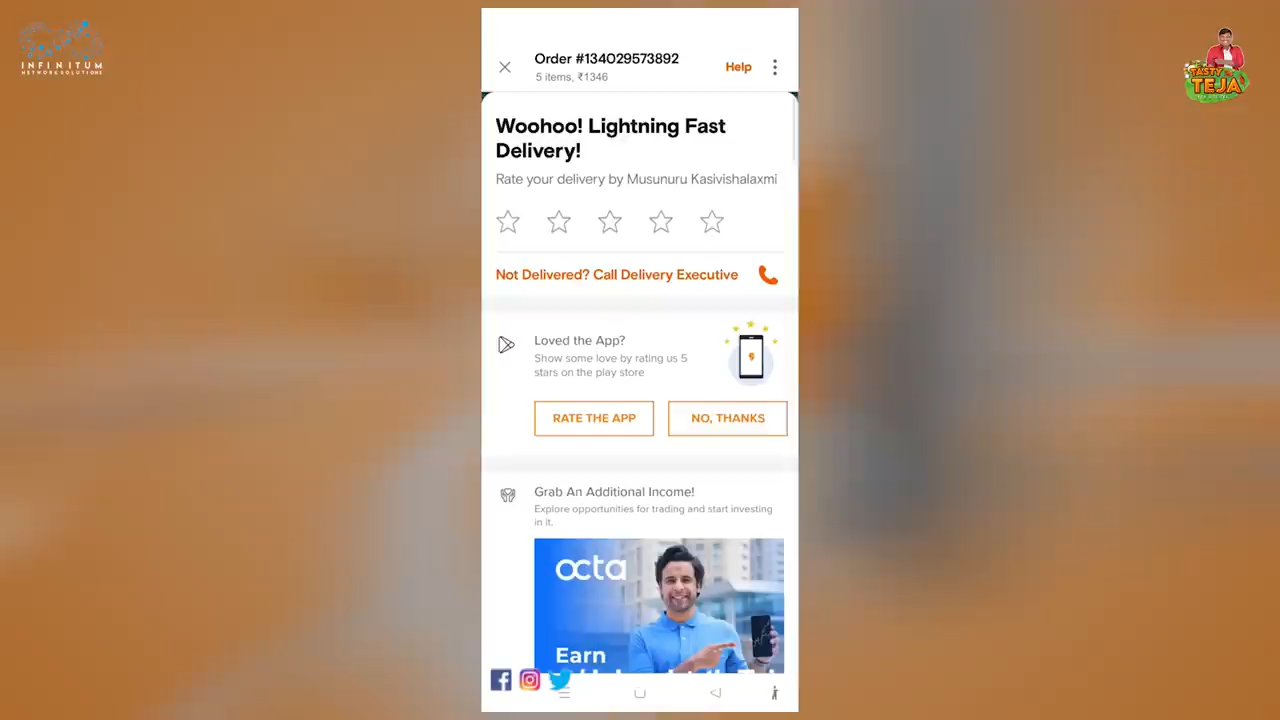 INFINITUM
NETWORK SOLUTIONS
TASTY
TEJA
Order #134029573892
5 items, ₹1346
Help
Woohoo! Lightning Fast
Delivery!
Rate your delivery by Musunuru Kasivishalaxmi
Not Delivered? Call Delivery Executive
Loved the App?
Show some love by rating us 5
stars on the play store
RATE THE APP
NO, THANKS
Grab An Additional Income!
Explore opportunities for trading and start investing
in it.
octa
Earn